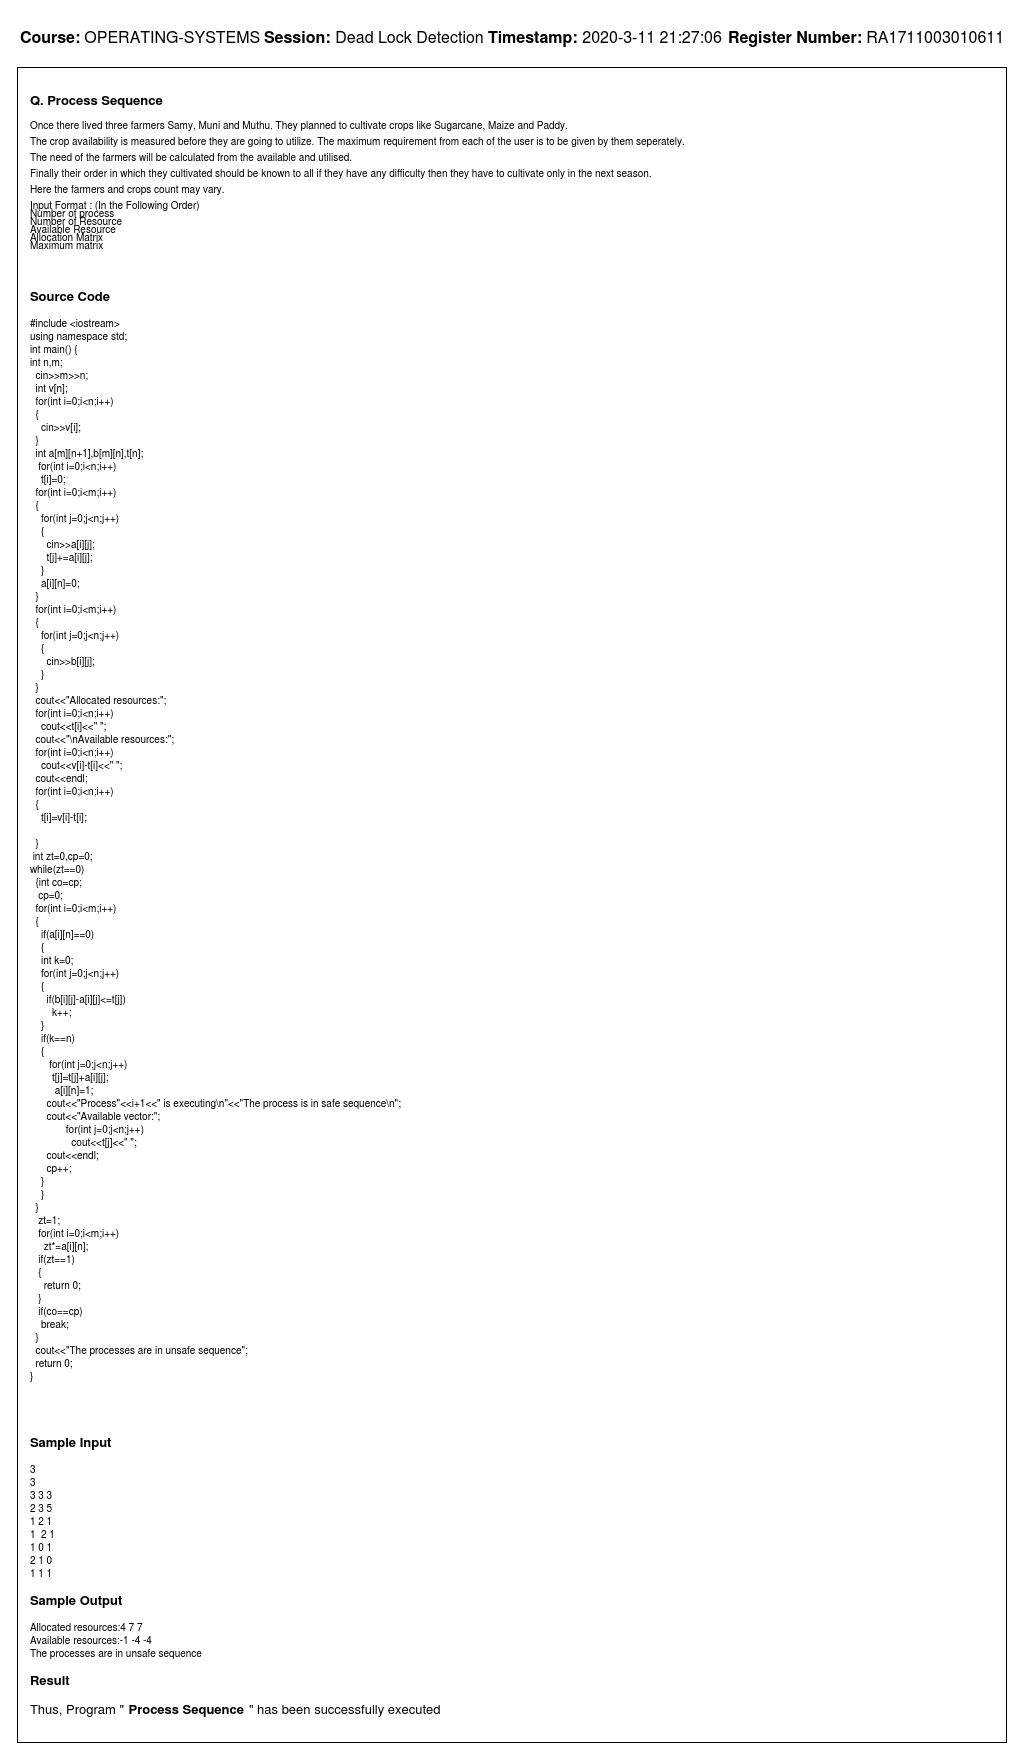 Course: OPERATING-SYSTEMS Session: Dead Lock Detection Timestamp: 2020-3-11 21:27:06 Register Number: RA1711003010611
Q. Process Sequence
Once there lived three farmers Samy, Muni and Muthu. They planned to cultivate crops like Sugarcane, Maize and Paddy.
The crop availability is measured before they are going to utilize. The maximum requirement from each of the user is to be given by them seperately.
The need of the farmers will be calculated from the available and utilised.
Finally their order in which they cultivated should be known to all if they have any difficulty then they have to cultivate only in the next season.
Here the farmers and crops count may vary.
Input Format : (In the Following Order)
Number of process
Number of Resource
Available Resource
Allocation Matrix
Maximum matrix
Source Code
#include <iostream>
using namespace std;
int main() {
int n,m;
  cin>>m>>n;
  int v[n];
  for(int i=0;i<n;i++)
  {
    cin>>v[i];
  }
  int a[m][n+1],b[m][n],t[n];
   for(int i=0;i<n;i++)
    t[i]=0;
  for(int i=0;i<m;i++)
  {
    for(int j=0;j<n;j++)
    {
      cin>>a[i][j];
      t[j]+=a[i][j];
    }
    a[i][n]=0;
  }
  for(int i=0;i<m;i++)
  {
    for(int j=0;j<n;j++)
    {
      cin>>b[i][j];
    }
  }
  cout<<"Allocated resources:";
  for(int i=0;i<n;i++)
    cout<<t[i]<<" ";
  cout<<"\nAvailable resources:";
  for(int i=0;i<n;i++)
    cout<<v[i]-t[i]<<" ";
  cout<<endl;
  for(int i=0;i<n;i++)
  {
    t[i]=v[i]-t[i];
  }
 int zt=0,cp=0;
while(zt==0)
  {int co=cp;
   cp=0;
  for(int i=0;i<m;i++)
  {
    if(a[i][n]==0)
    {
    int k=0;
    for(int j=0;j<n;j++)
    {
      if(b[i][j]-a[i][j]<=t[j])
        k++;
    }
    if(k==n)
    {
       for(int j=0;j<n;j++)
        t[j]=t[j]+a[i][j];
         a[i][n]=1;
      cout<<"Process"<<i+1<<" is executing\n"<<"The process is in safe sequence\n";
      cout<<"Available vector:";
             for(int j=0;j<n;j++)
               cout<<t[j]<<" ";
      cout<<endl;
      cp++;
    }
    }
  }
   zt=1;
   for(int i=0;i<m;i++)
     zt*=a[i][n];
   if(zt==1)
   {
     return 0;
   }
   if(co==cp)
    break;
  }
  cout<<"The processes are in unsafe sequence";
  return 0;
}
Sample Input
3
3
3 3 3
2 3 5
1 2 1
1  2 1
1 0 1
2 1 0
1 1 1
Sample Output
Allocated resources:4 7 7
Available resources:-1 -4 -4
The processes are in unsafe sequence
Result
Thus, Program " Process Sequence " has been successfully executed